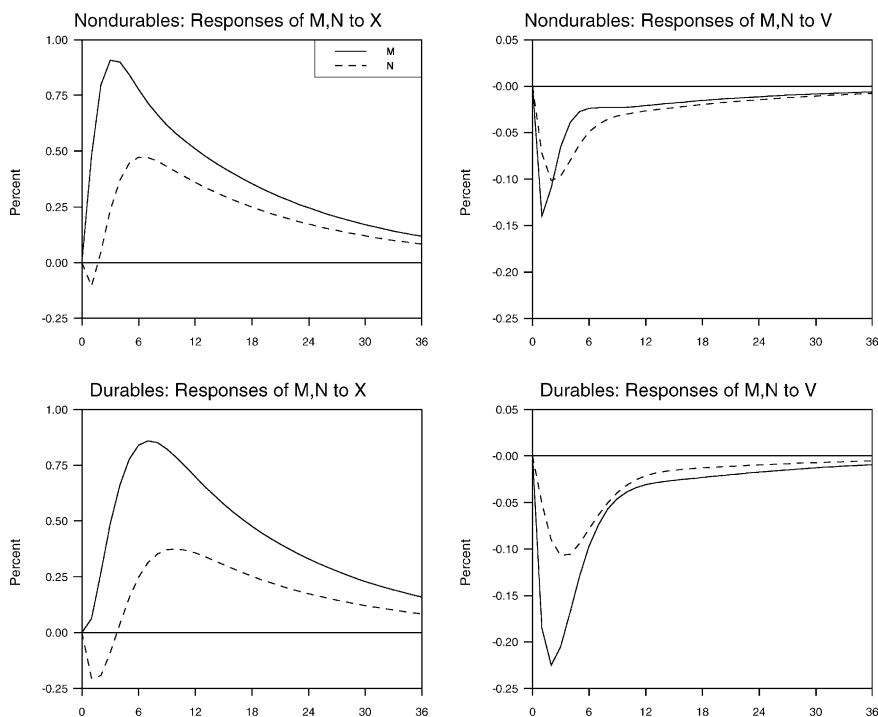 Nondurables: Responses of M,N to X
1.00
0.75
0.50
0.25
0.00
-0.25
Percent
M
N
0 6 12 18 24 30 36
Nondurables: Responses of M,N to V
0.05
-0.00
-0.05
-0.10
-0.15
-0.20
-0.25
Percent
0 6 12 18 24 30 36
Durables: Responses of M,N to X
1.00
0.75
0.50
0.25
0.00
-0.25
Percent
0 6 12 18 24 30 36
Durables: Responses of M,N to V
0.05
-0.00
-0.05
-0.10
-0.15
-0.20
-0.25
Percent
0 6 12 18 24 30 36